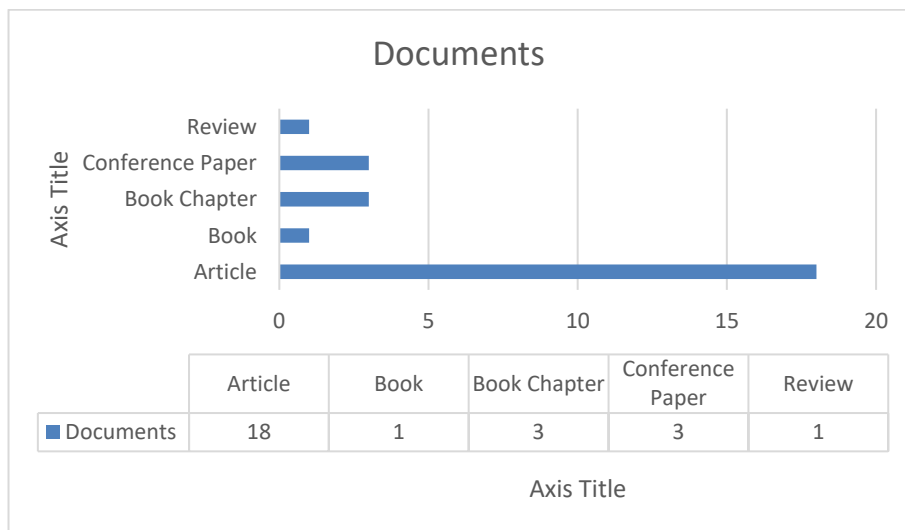 Documents
Axis Title
Review
Conference Paper
Book Chapter
Book
Article
0 5 10 15 20
Article Book Book Chapter Conference Paper Review
Documents 18 1 3 3 1
Axis Title